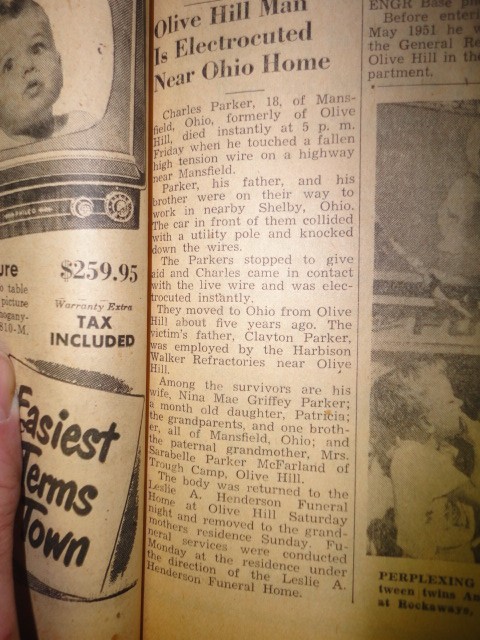 Olive Hill Man
Is Electrocuted
Near Ohio Home
Charles Parker, 18, of Mans-
field, Ohio, formerly of Olive
Hill, died instantly at 5 p. m.
Friday when he touched a fallen
high tension wire on a highway
near Mansfield.
Parker, his father, and his
brother were on their way to
work in nearby Shelby, Ohio.
The car in front of them collided
with a utility pole and knocked
down the wires.
The Parkers stopped to give
aid and Charles came in contact
with the live wire and was elec-
trocuted instantly.
They moved to Ohio from Olive
Hill about five years ago. The
victim's father, Clayton Parker,
was employed by the Harbison
Walker Refractories near Olive
Hill.
Among the survivors are his
wife, Nina Mae Griffey Parker;
a month old daughter, Patricia;
the grandparents, and one broth-
er, all of Mansfield, Ohio; and
the paternal grandmother, Mrs.
Sarabelle Parker McFarland of
Trough Camp, Olive Hill.
The body was returned to the
Leslie A. Henderson Funeral
Home at Olive Hill Saturday
night and removed to the grand-
mothers residence Sunday. Fu-
neral services were conducted
Monday at the residence under
the direction of the Leslie A.
Henderson Funeral Home.
ENGR Base
Before enteri
May 1951 he w
the General Re
Olive Hill in the
partment.
PERPLEXING
tween twins An
at Rockaways,
ure
$259.95
o table
picture
ogany-
810-M.
Warranty Extra
TAX
INCLUDED
Easiest
Terms
Town